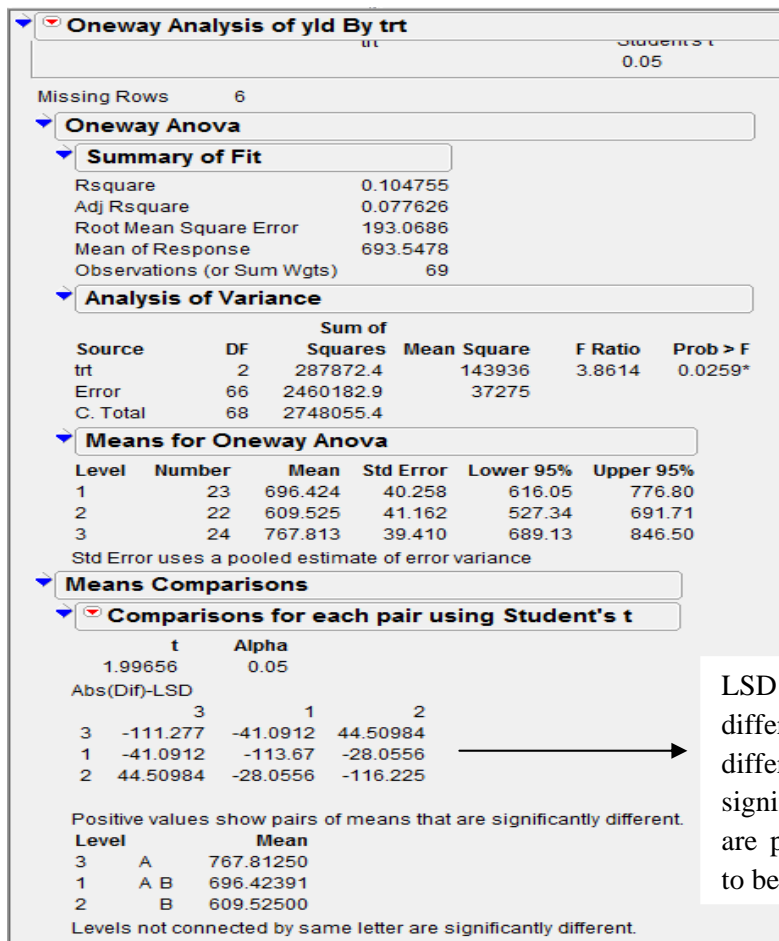 Oneway Analysis of yld By trt
trt Student's t
0.05
Missing Rows 6
Oneway Anova
Summary of Fit
Rsquare 0.104755
Adj Rsquare 0.077626
Root Mean Square Error 193.0686
Mean of Response 693.5478
Observations (or Sum Wgts) 69
Analysis of Variance
Sum of
Source DF Squares Mean Square F Ratio Prob > F
trt 2 287872.4 143936 3.8614 0.0259*
Error 66 2460182.9 37275
C. Total 68 2748055.4
Means for Oneway Anova
Level Number Mean Std Error Lower 95% Upper 95%
1 23 696.424 40.258 616.05 776.80
2 22 609.525 41.162 527.34 691.71
3 24 767.813 39.410 689.13 846.50
Std Error uses a pooled estimate of error variance
Means Comparisons
Comparisons for each pair using Student's t
t Alpha
1.99656 0.05
Abs(Dif)-LSD
3 1 2
3 -111.277 -41.0912 44.50984
1 -41.0912 -113.67 -28.0556
2 44.50984 -28.0556 -116.225
Positive values show pairs of means that are significantly different.
Level Mean
3 A 767.81250
1 A B 696.42391
2 B 609.52500
Levels not connected by same letter are significantly different.
LSD
differe
differe
signi
are p
to be